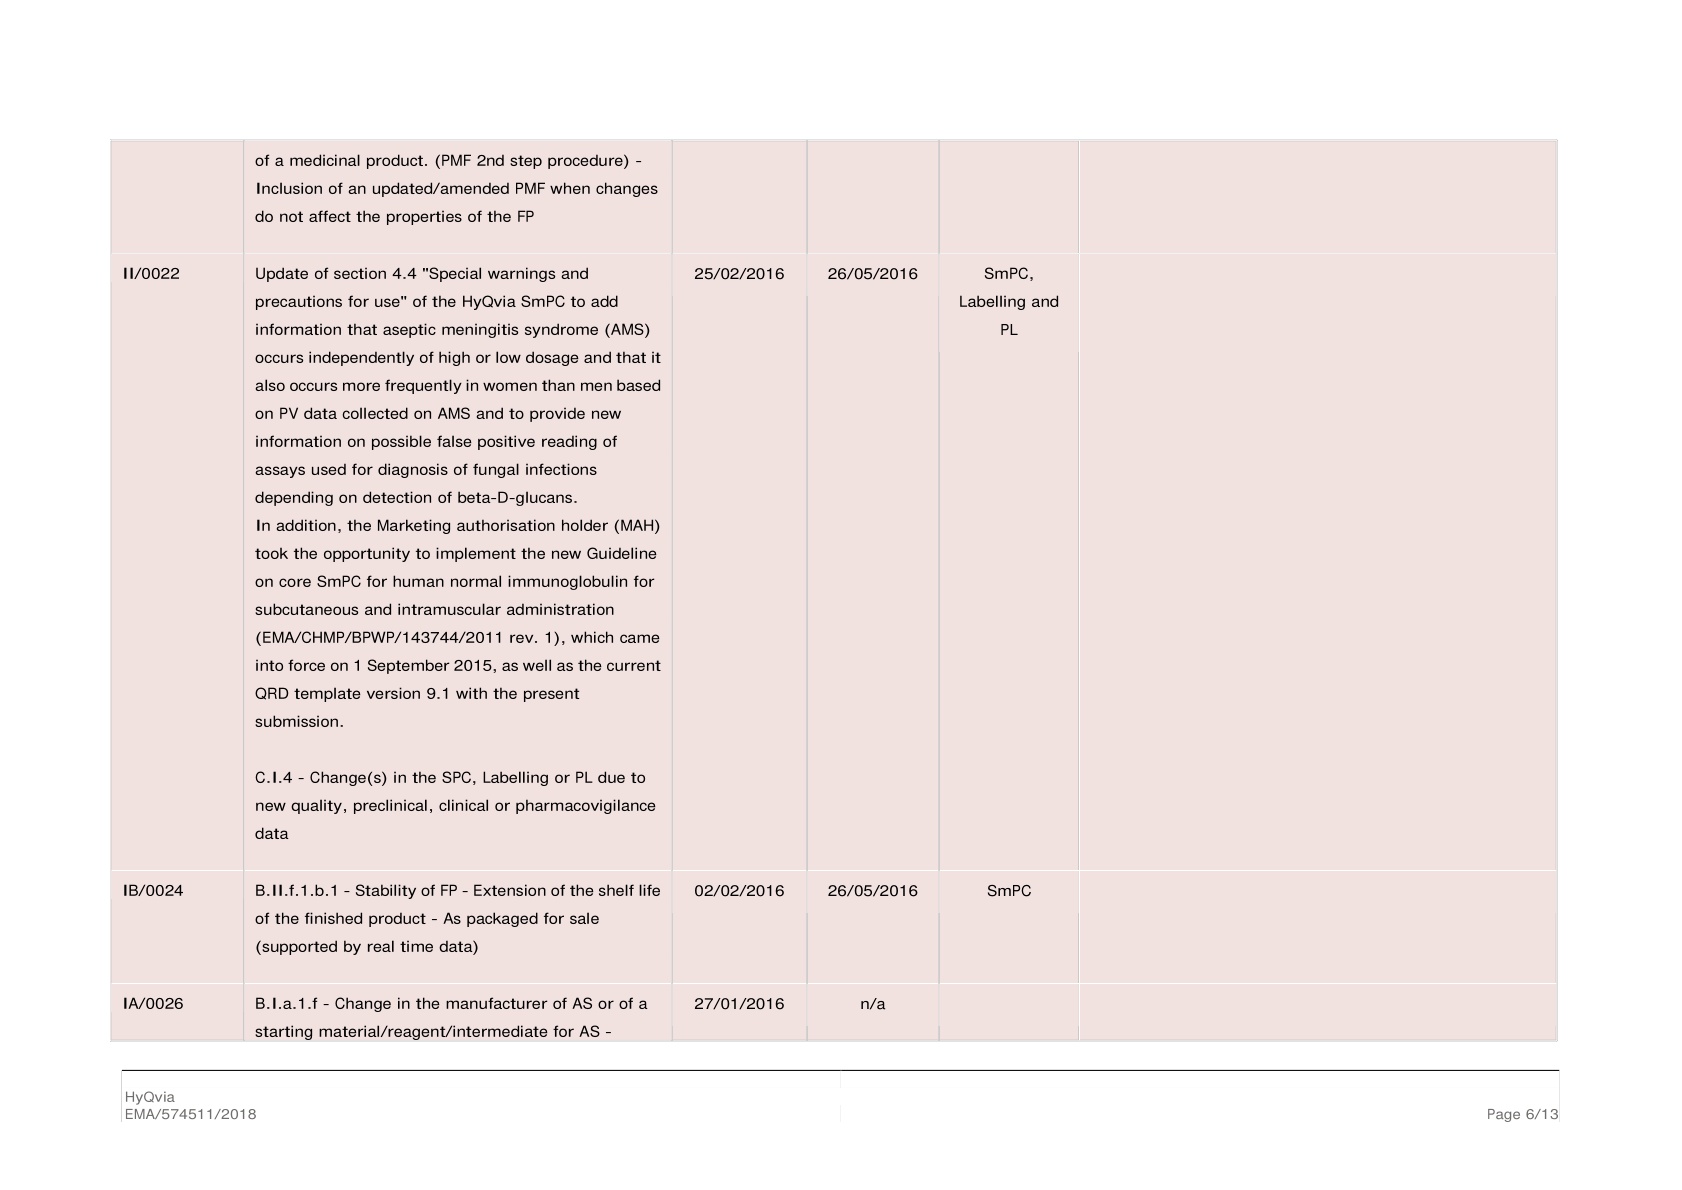 of a medicinal product. (PMF 2nd step procedure) -
Inclusion of an updated/amended PMF when changes
do not affect the properties of the FP
II/0022
Update of section 4.4 "Special warnings and
precautions for use" of the HyQvia SmPC to add
information that aseptic meningitis syndrome (AMS)
occurs independently of high or low dosage and that it
also occurs more frequently in women than men based
on PV data collected on AMS and to provide new
information on possible false positive reading of
assays used for diagnosis of fungal infections
depending on detection of beta-D-glucans.
In addition, the Marketing authorisation holder (MAH)
took the opportunity to implement the new Guideline
on core SmPC for human normal immunoglobulin for
subcutaneous and intramuscular administration
(EMA/CHMP/BPWP/143744/2011 rev. 1), which came
into force on 1 September 2015, as well as the current
QRD template version 9.1 with the present
submission.
C.I.4 - Change(s) in the SPC, Labelling or PL due to
new quality, preclinical, clinical or pharmacovigilance
data
25/02/2016
26/05/2016
SmPC,
Labelling and
PL
IB/0024
B.II.f.1.b.1 - Stability of FP - Extension of the shelf life
of the finished product - As packaged for sale
(supported by real time data)
02/02/2016
26/05/2016
SmPC
IA/0026
B.I.a.1.f - Change in the manufacturer of AS or of a
starting material/reagent/intermediate for AS -
27/01/2016
n/a
HyQvia
EMA/574511/2018
Page 6/13